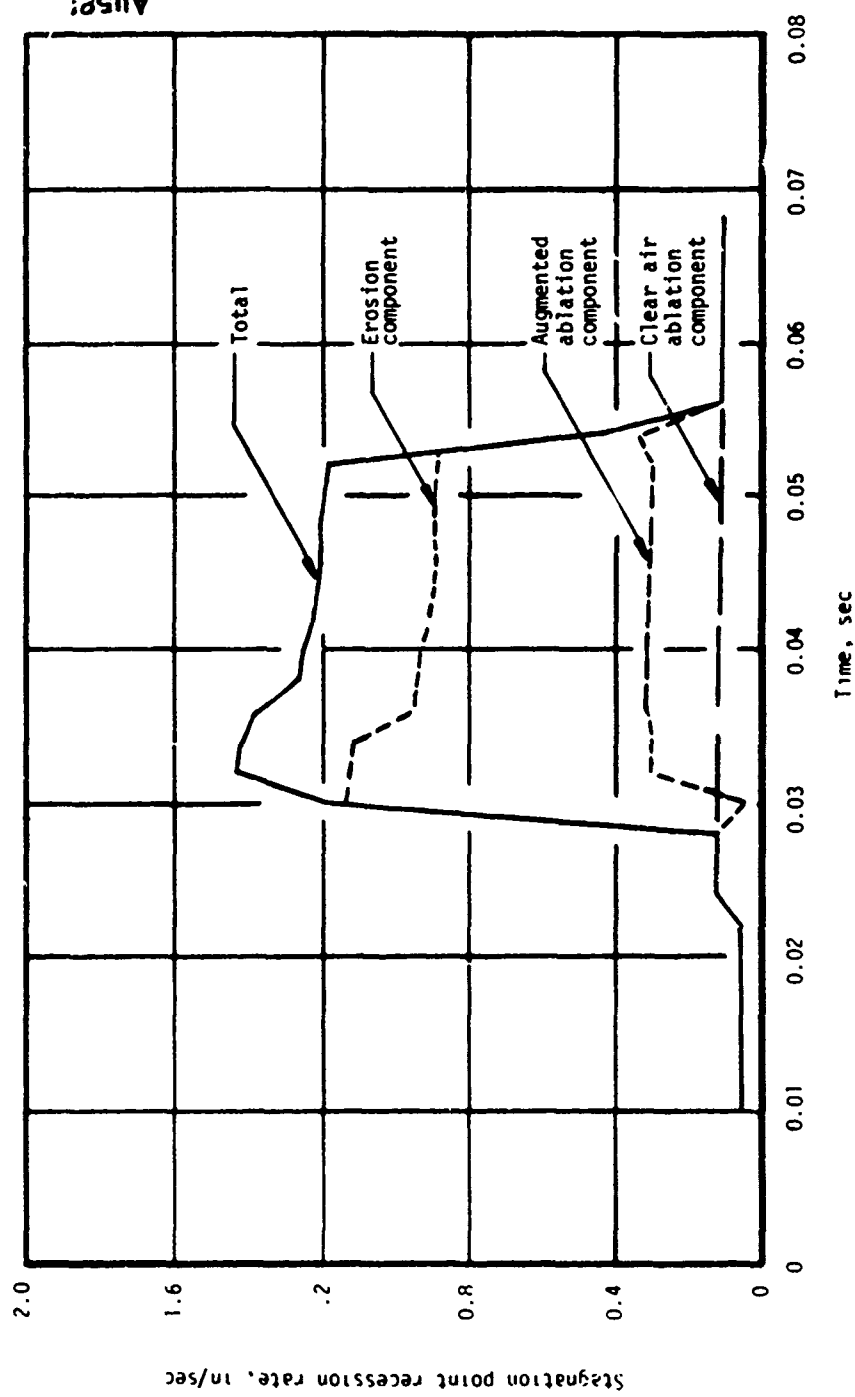 2.0
1.6
.2
0.8
0.4
0
Stagnation point recession rate, in/sec
0
0.01
0.02
0.03
0.04
0.05
0.06
0.07
0.08
Time, sec
Total
Erosion
component
Augmented
ablation
component
Clear air
ablation
component